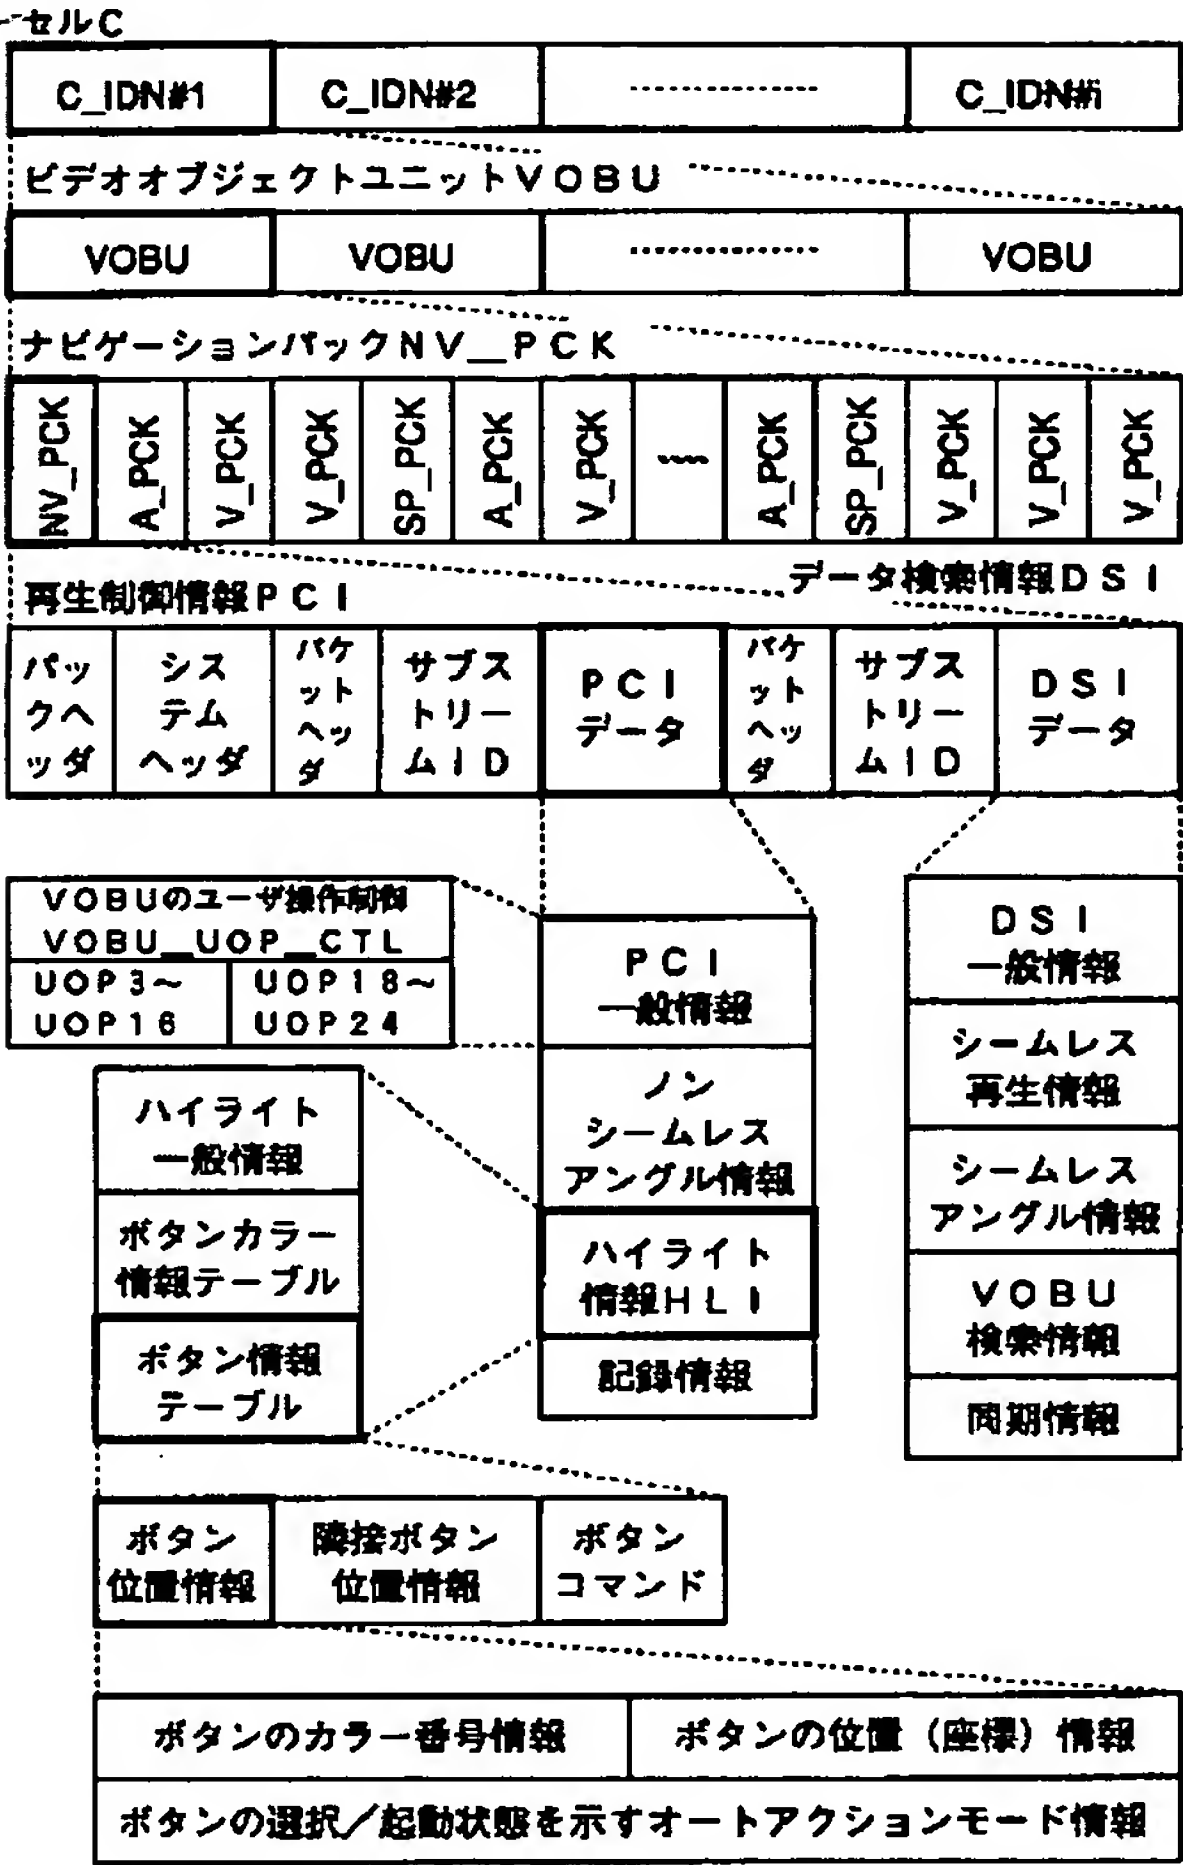 セルC
C_IDN#1 C_IDN#2 C_IDN#i
ビデオオブジェクトユニットVOBU
VOBU VOBU VOBU
ナビゲーションパックNV_PCK
NV_PCK A_PCK V_PCK V_PCK SP_PCK A_PCK V_PCK A_PCK SP_PCK V_PCK V_PCK V_PCK
再生制御情報PCI
データ検索情報DSI
パッ
クヘ
ッダ
シス
テム
ヘッダ
パケ
ット
ヘッ
ダ
サブス
トリー
ムID
PCI
データ
パケ
ット
ヘッ
ダ
サブス
トリー
ムID
DSI
データ
VOBUのユーザ操作制御
VOBU_UOP_CTL
UOP3~
UOP16
UOP18~
UOP24
PCI
一般情報
ノン
シームレス
アングル情報
ハイライト
情報HLI
記録情報
DSI
一般情報
シームレス
再生情報
シームレス
アングル情報
VOBU
検索情報
同期情報
ハイライト
一般情報
ボタンカラー
情報テーブル
ボタン情報
テーブル
ボタン
位置情報
隣接ボタン
位置情報
ボタン
コマンド
ボタンのカラー番号情報
ボタンの位置(座標)情報
ボタンの選択/起動状態を示すオートアクションモード情報